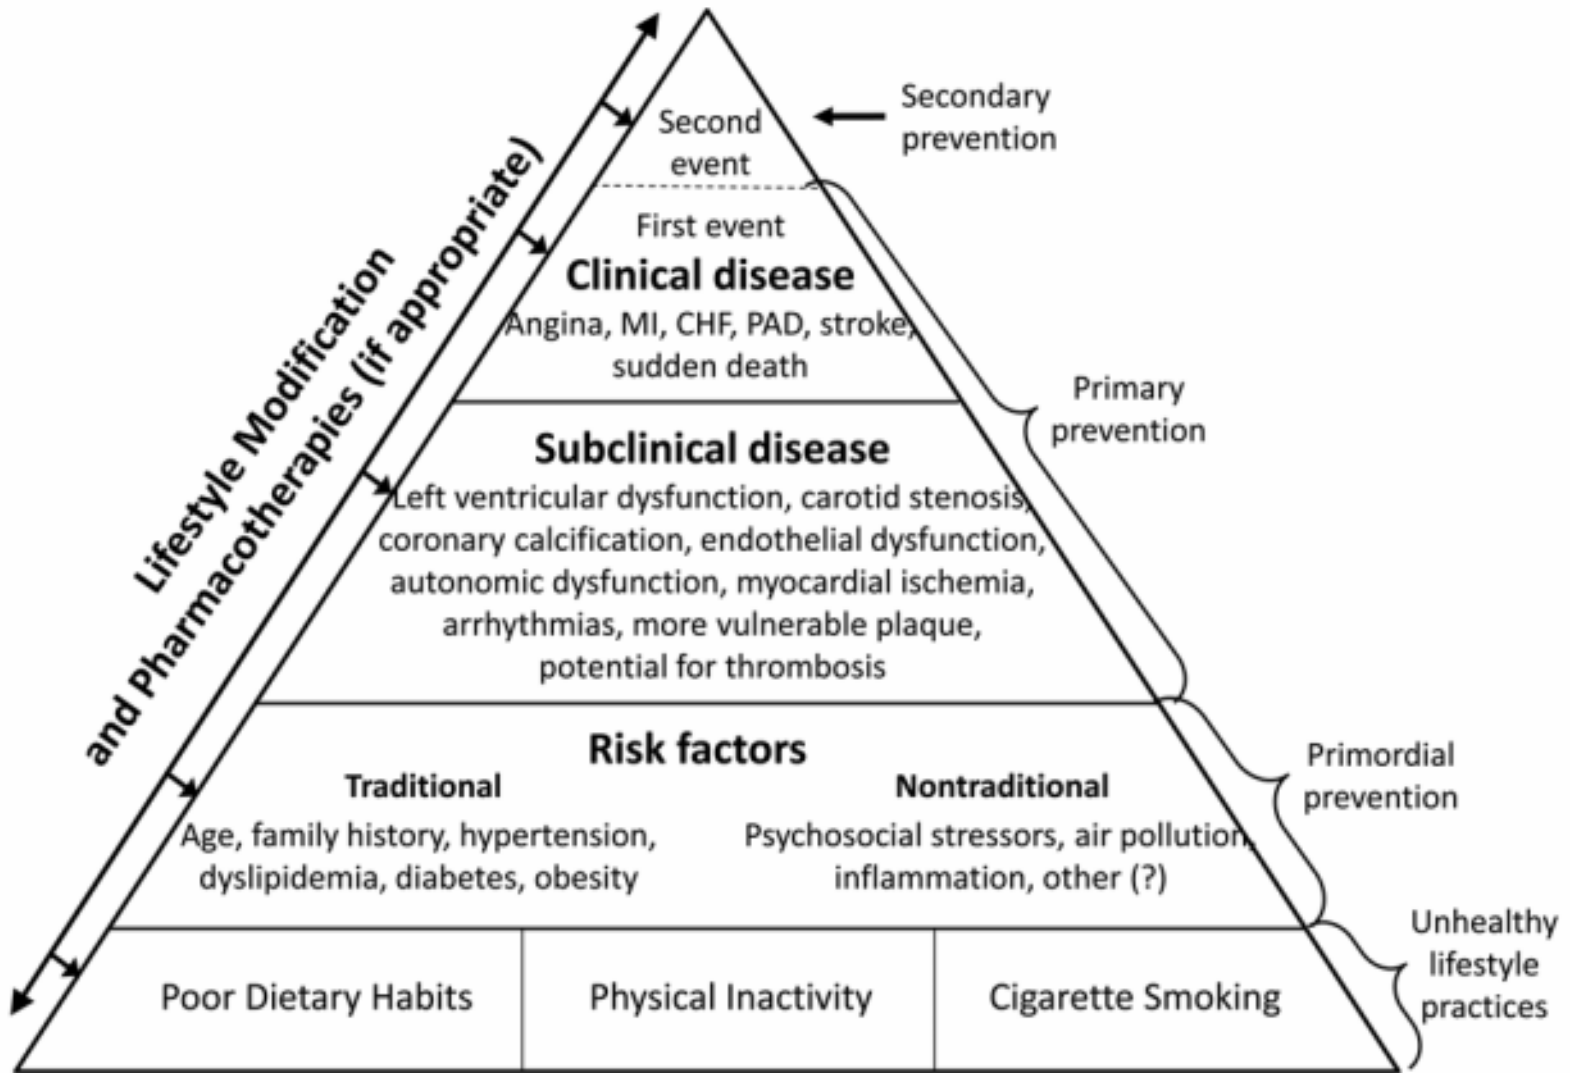 Lifestyle Modification
and Pharmacotherapies (if appropriate)
Second
event
Secondary
prevention
First event
Clinical disease
Angina, MI, CHF, PAD, stroke,
sudden death
Primary
prevention
Subclinical disease
Left ventricular dysfunction, carotid stenosis,
coronary calcification, endothelial dysfunction,
autonomic dysfunction, myocardial ischemia,
arrhythmias, more vulnerable plaque,
potential for thrombosis
Risk factors
Traditional
Age, family history, hypertension,
dyslipidemia, diabetes, obesity
Nontraditional
Psychosocial stressors, air pollution,
inflammation, other (?)
Primordial
prevention
Poor Dietary Habits
Physical Inactivity
Cigarette Smoking
Unhealthy
lifestyle
practices